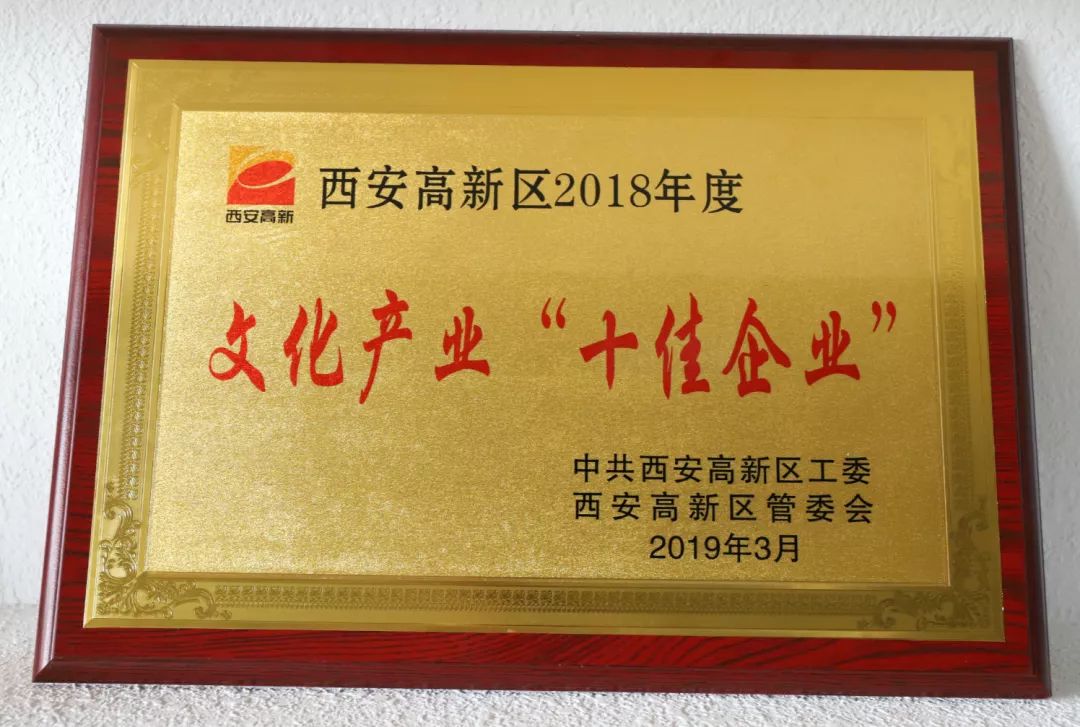 西安高新
西安高新区2018年度
文化产业“十佳企业”
中共西安高新区工委
西安高新区管委会
2019年3月